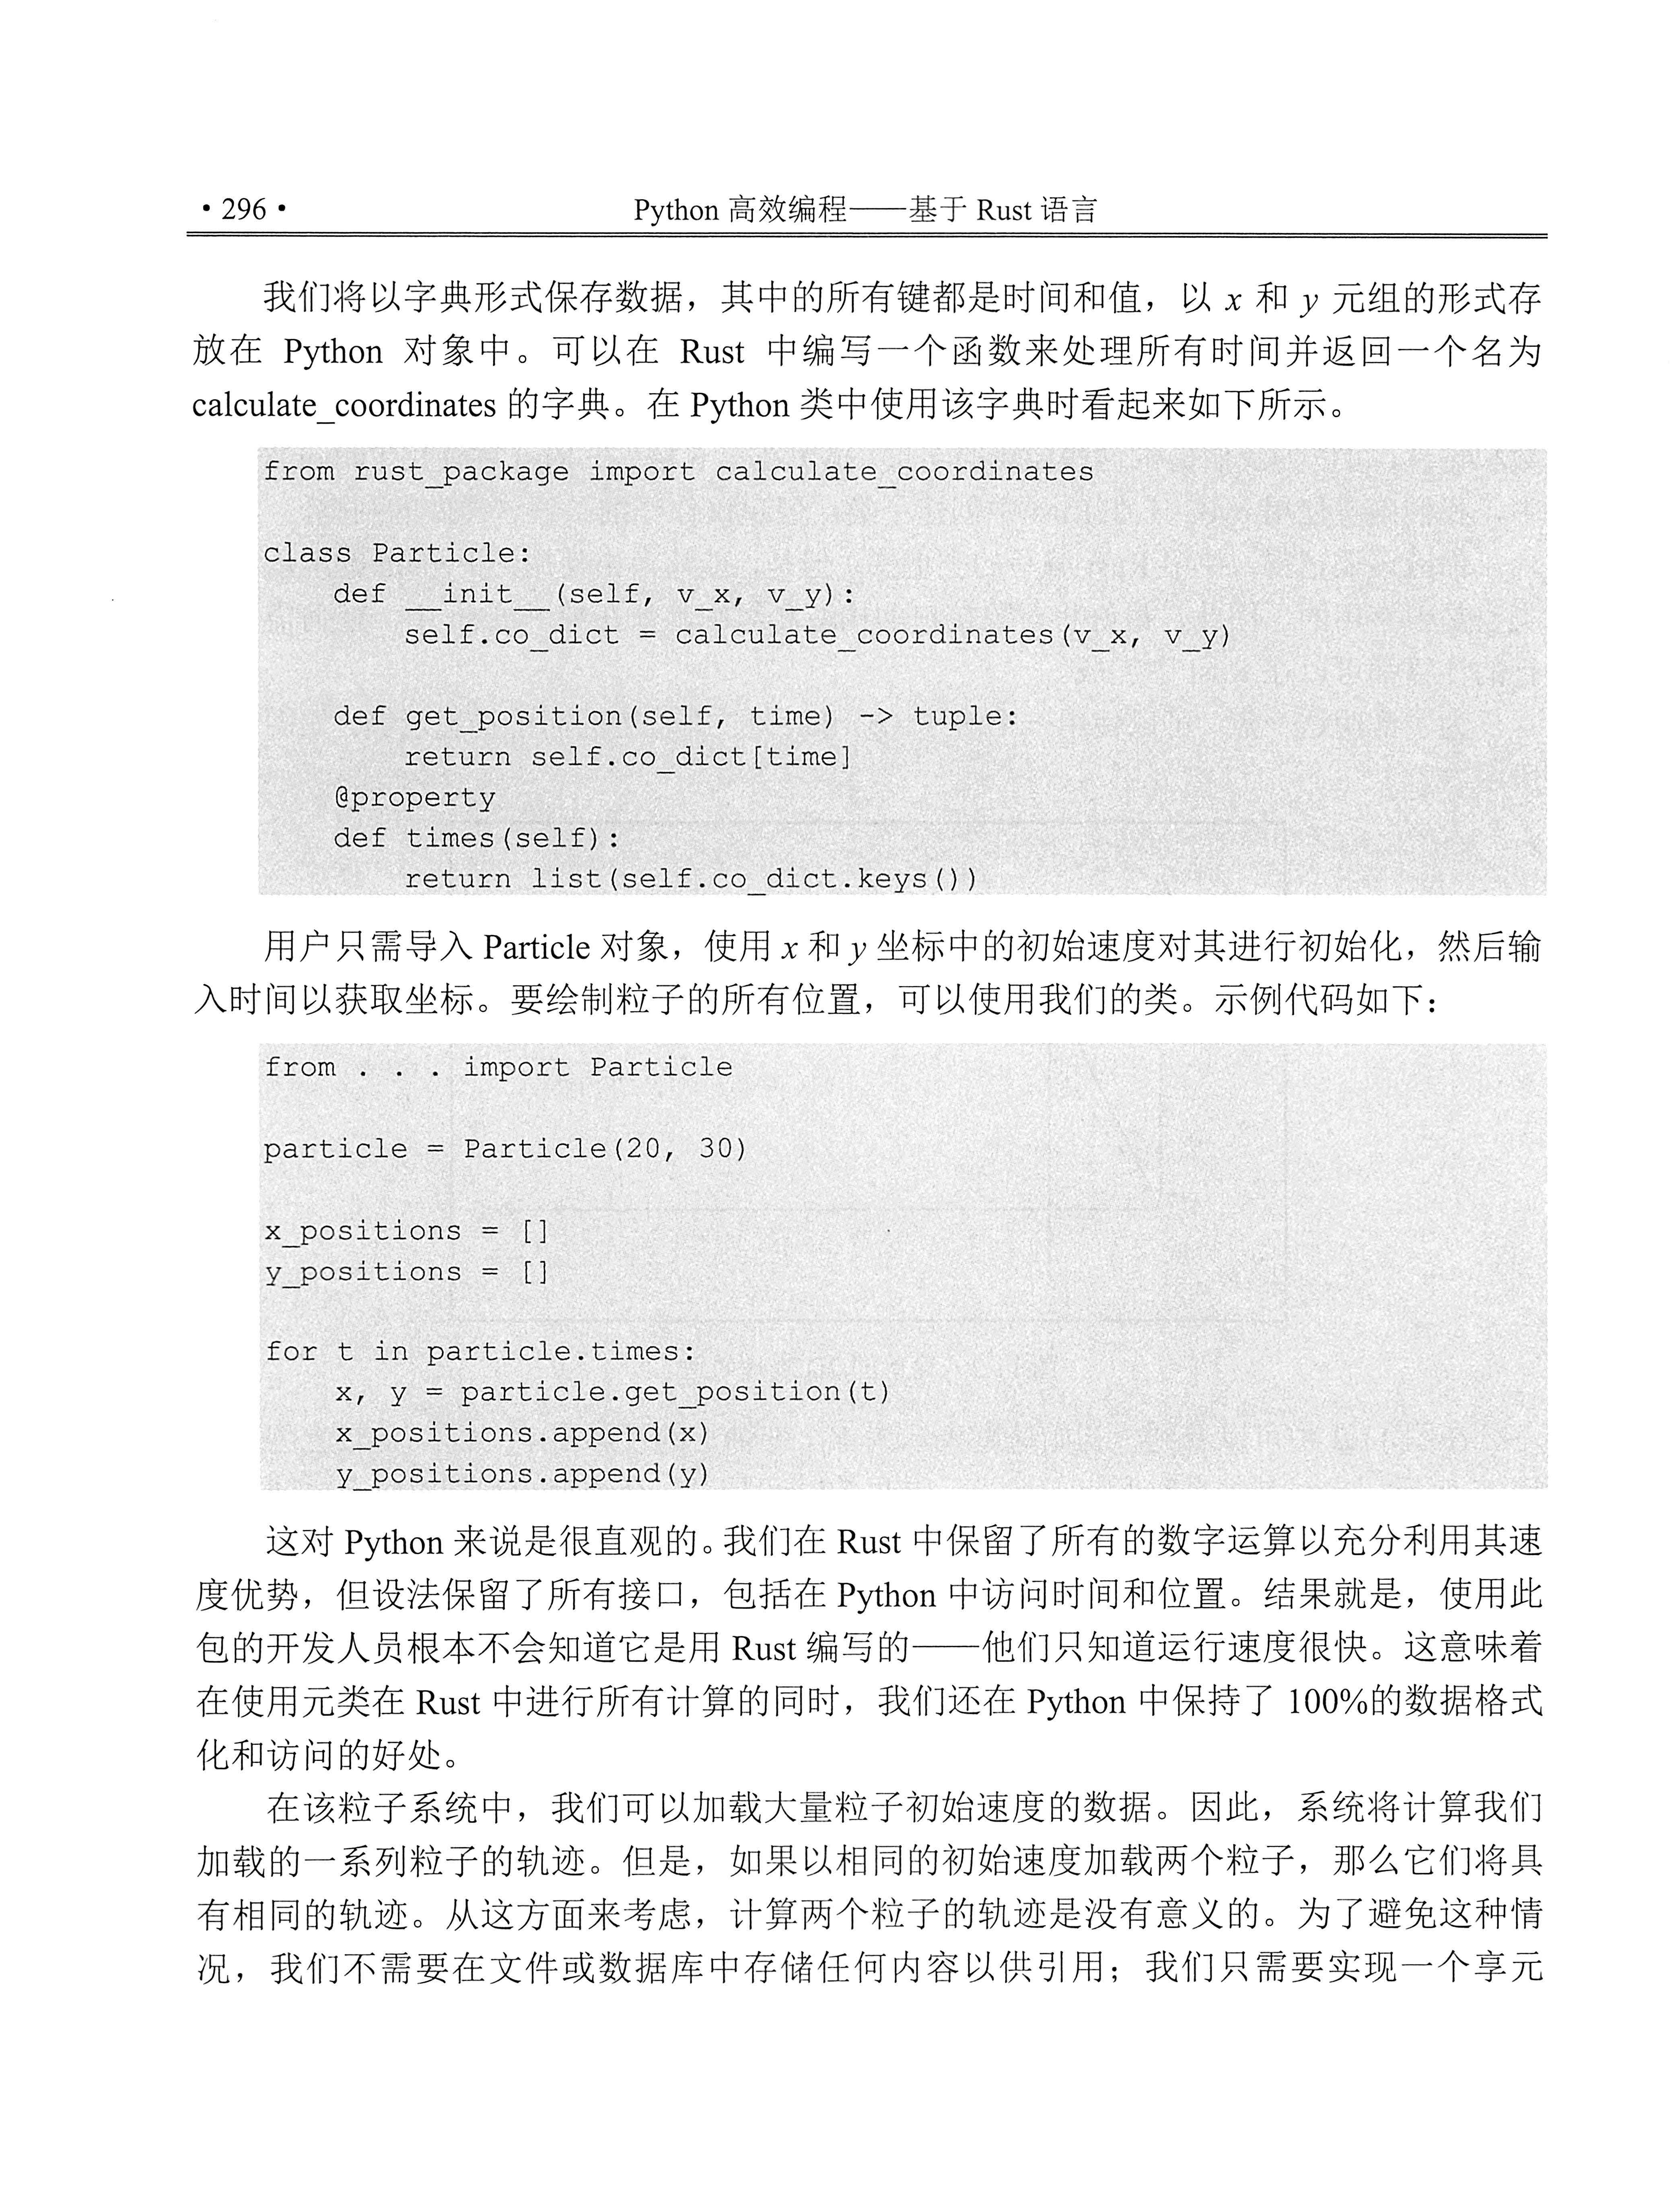 •296• Python 高效编程——基于 Rust 语言
我们将以字典形式保存数据，其中的所有键都是时间和值，以 x 和 y 元组的形式存
放在 Python 对象中。可以在 Rust 中编写一个函数来处理所有时间并返回一个名为
calculate_coordinates 的字典。在 Python 类中使用该字典时看起来如下所示。
from rust_package import calculate_coordinates
class Particle:
    def __init__(self, v_x, v_y):
        self.co_dict = calculate_coordinates(v_x, v_y)
    def get_position(self, time) -> tuple:
        return self.co_dict[time]
    @property
    def times(self):
        return list(self.co_dict.keys())
用户只需导入 Particle 对象，使用 x 和 y 坐标中的初始速度对其进行初始化，然后输
入时间以获取坐标。要绘制粒子的所有位置，可以使用我们的类。示例代码如下：
from . . . import Particle
particle = Particle(20, 30)
x_positions = []
y_positions = []
for t in particle.times:
    x, y = particle.get_position(t)
    x_positions.append(x)
    y_positions.append(y)
这对 Python 来说是很直观的。我们在 Rust 中保留了所有的数字运算以充分利用其速
度优势，但设法保留了所有接口，包括在 Python 中访问时间和位置。结果就是，使用此
包的开发人员根本不会知道它是用 Rust 编写的——他们只知道运行速度很快。这意味着
在使用元类在 Rust 中进行所有计算的同时，我们还在 Python 中保持了 100%的数据格式
化和访问的好处。
在该粒子系统中，我们可以加载大量粒子初始速度的数据。因此，系统将计算我们
加载的一系列粒子的轨迹。但是，如果以相同的初始速度加载两个粒子，那么它们将具
有相同的轨迹。从这方面来考虑，计算两个粒子的轨迹是没有意义的。为了避免这种情
况，我们不需要在文件或数据库中存储任何内容以供引用；我们只需要实现一个享元